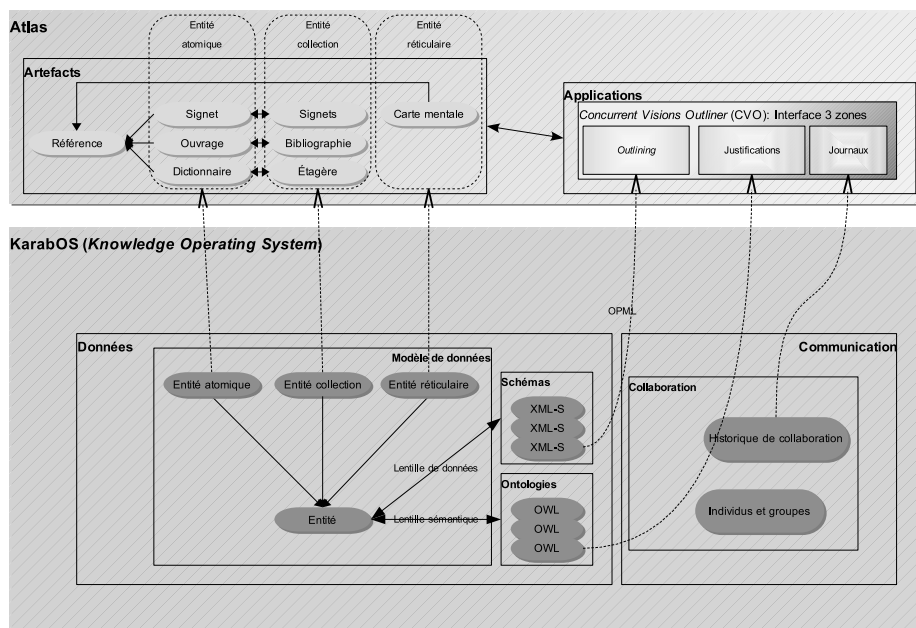 Atlas
Entité
atomique
Entité
collection
Entité
réticulaire
Artefacts
Signet
Signets
Carte mentale
Référence
Ouvrage
Bibliographie
Dictionnaire
Étagère
Applications
Concurrent Visions Outliner (CVO): Interface 3 zones
Outlining
Justifications
Journaux
KarabOS (Knowledge Operating System)
OPML
Données
Modèle de données
Entité atomique
Entité collection
Entité réticulaire
Entité
Lentille de données
Lentille sémantique
Schémas
XML-S
XML-S
XML-S
Ontologies
OWL
OWL
OWL
Communication
Collaboration
Historique de collaboration
Individus et groupes